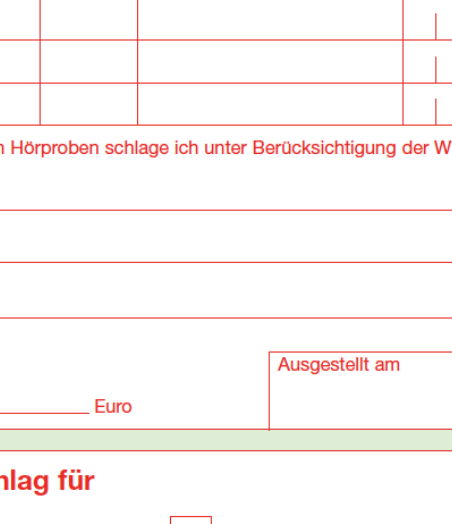 Hörproben schlage ich unter Berücksichtigung der W
Ausgestellt am
Euro
hlag für